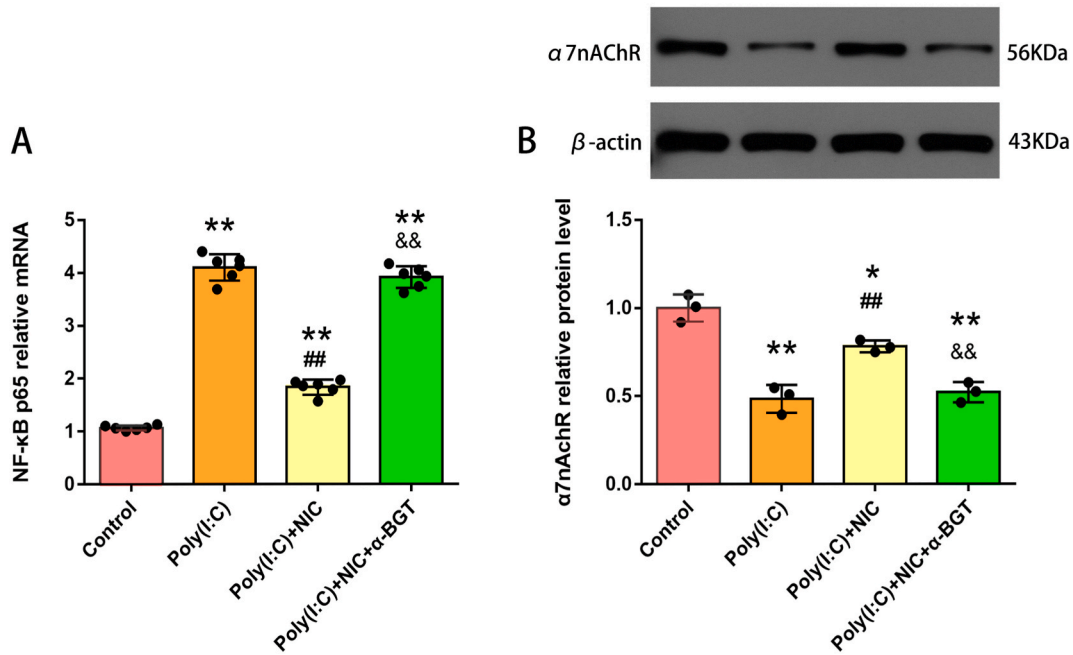 A
NF-κB p65 relative mRNA
5
4
3
2
1
0
**
**
##
**
&&
Control
Poly(I:C)
Poly(I:C)+NIC
Poly(I:C)+NIC+α-BGT
B
α7nAChR
56KDa
β-actin
43KDa
α7nAchR relative protein level
1.5
1.0
0.5
0.0
**
*
##
**
&&
Control
Poly(I:C)
Poly(I:C)+NIC
Poly(I:C)+NIC+α-BGT